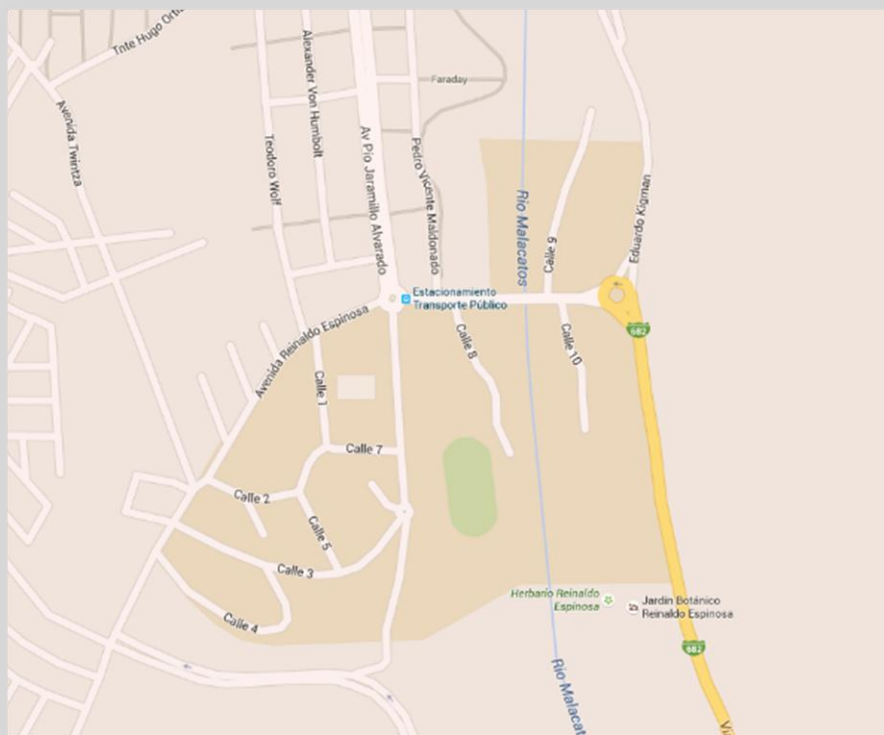 Tnte Hugo
Avenida Twintza
Teodoro Wolf
Alexander Von Humbolt
Av Pío Jaramillo Alvarado
Faraday
Pedro Vicente Maldonado
Rio Malacatos
Calle 9
Eduardo Kigman
Estacionamiento
Transporte Público
682
Avenida Reinaldo Espinosa
Calle 1
Calle 8
Calle 10
Calle 7
Calle 2
Calle 5
Calle 3
Calle 4
Herbario Reinaldo
Espinosa
Jardín Botánico
Reinaldo Espinosa
682
Rio Malacat